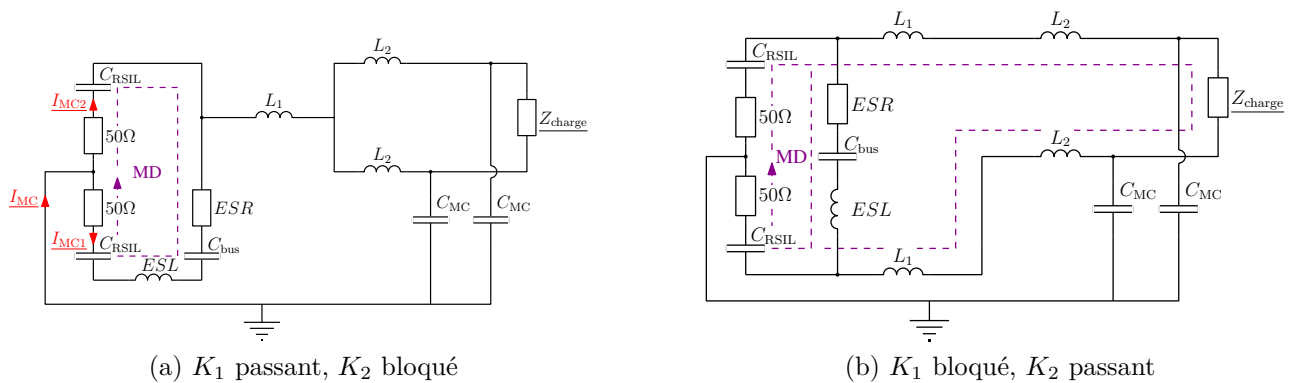 C_RSIL
I_MC2
50Ω
MD
I_MC
50Ω
I_MC1
C_RSIL
ESL
C_bus
ESR
L_1
L_2
L_2
Z_charge
C_MC
C_MC
(a) K_1 passant, K_2 bloqué
C_RSIL
50Ω
MD
50Ω
C_RSIL
ESR
C_bus
ESL
L_1
L_2
L_1
L_2
Z_charge
C_MC
C_MC
(b) K_1 bloqué, K_2 passant